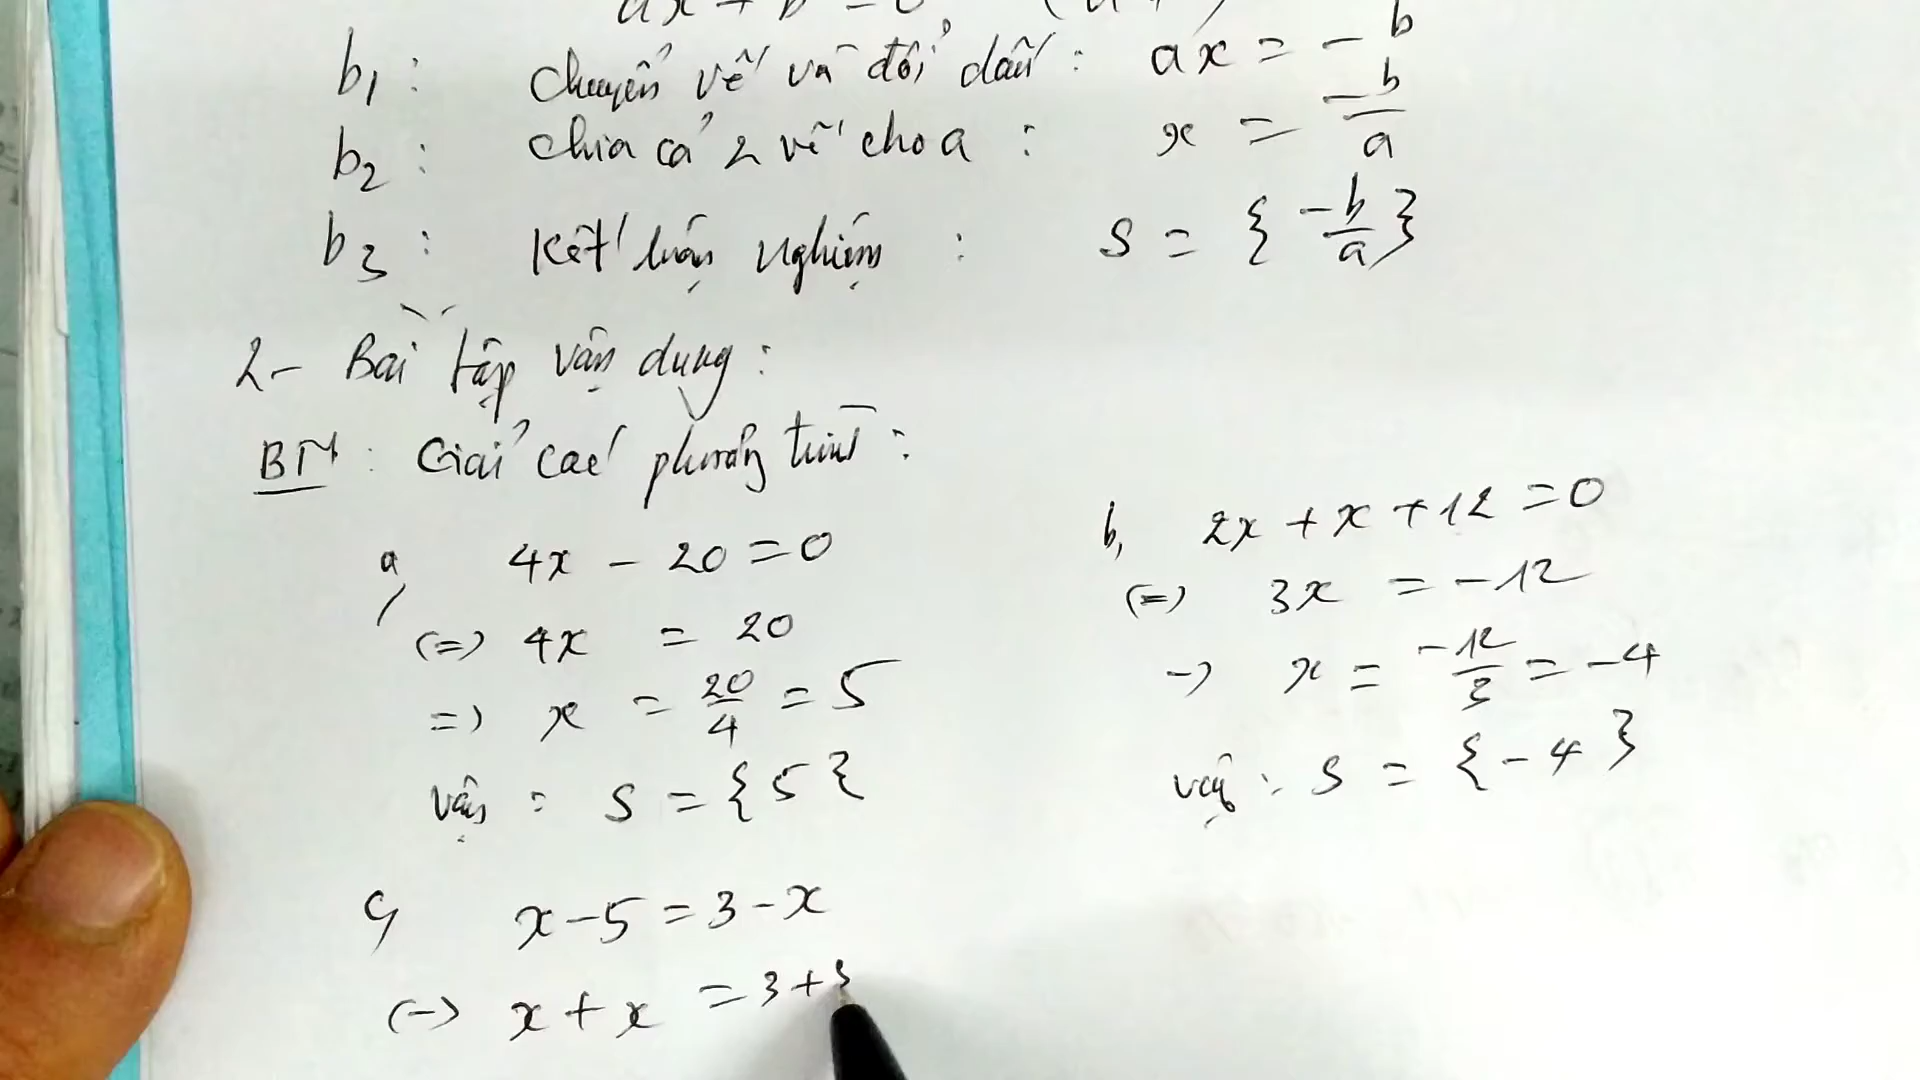 ax + b = 0
b1 : chuyển vế và đổi dấu : ax = -b
b2 : chia cả 2 vế cho a : x = -b/a
b3 : Kết luận nghiệm : S = {-b/a}
2- Bài tập vận dụng :
BT1 : Giải các phương trình :
a, 4x - 20 = 0
(=) 4x = 20
=) x = 20/4 = 5
vậy : S = {5}
b, 2x + x + 12 = 0
(=) 3x = -12
-) x = -12/3 = -4
vậy : S = {-4}
c, x - 5 = 3 - x
(-) x + x = 3 +